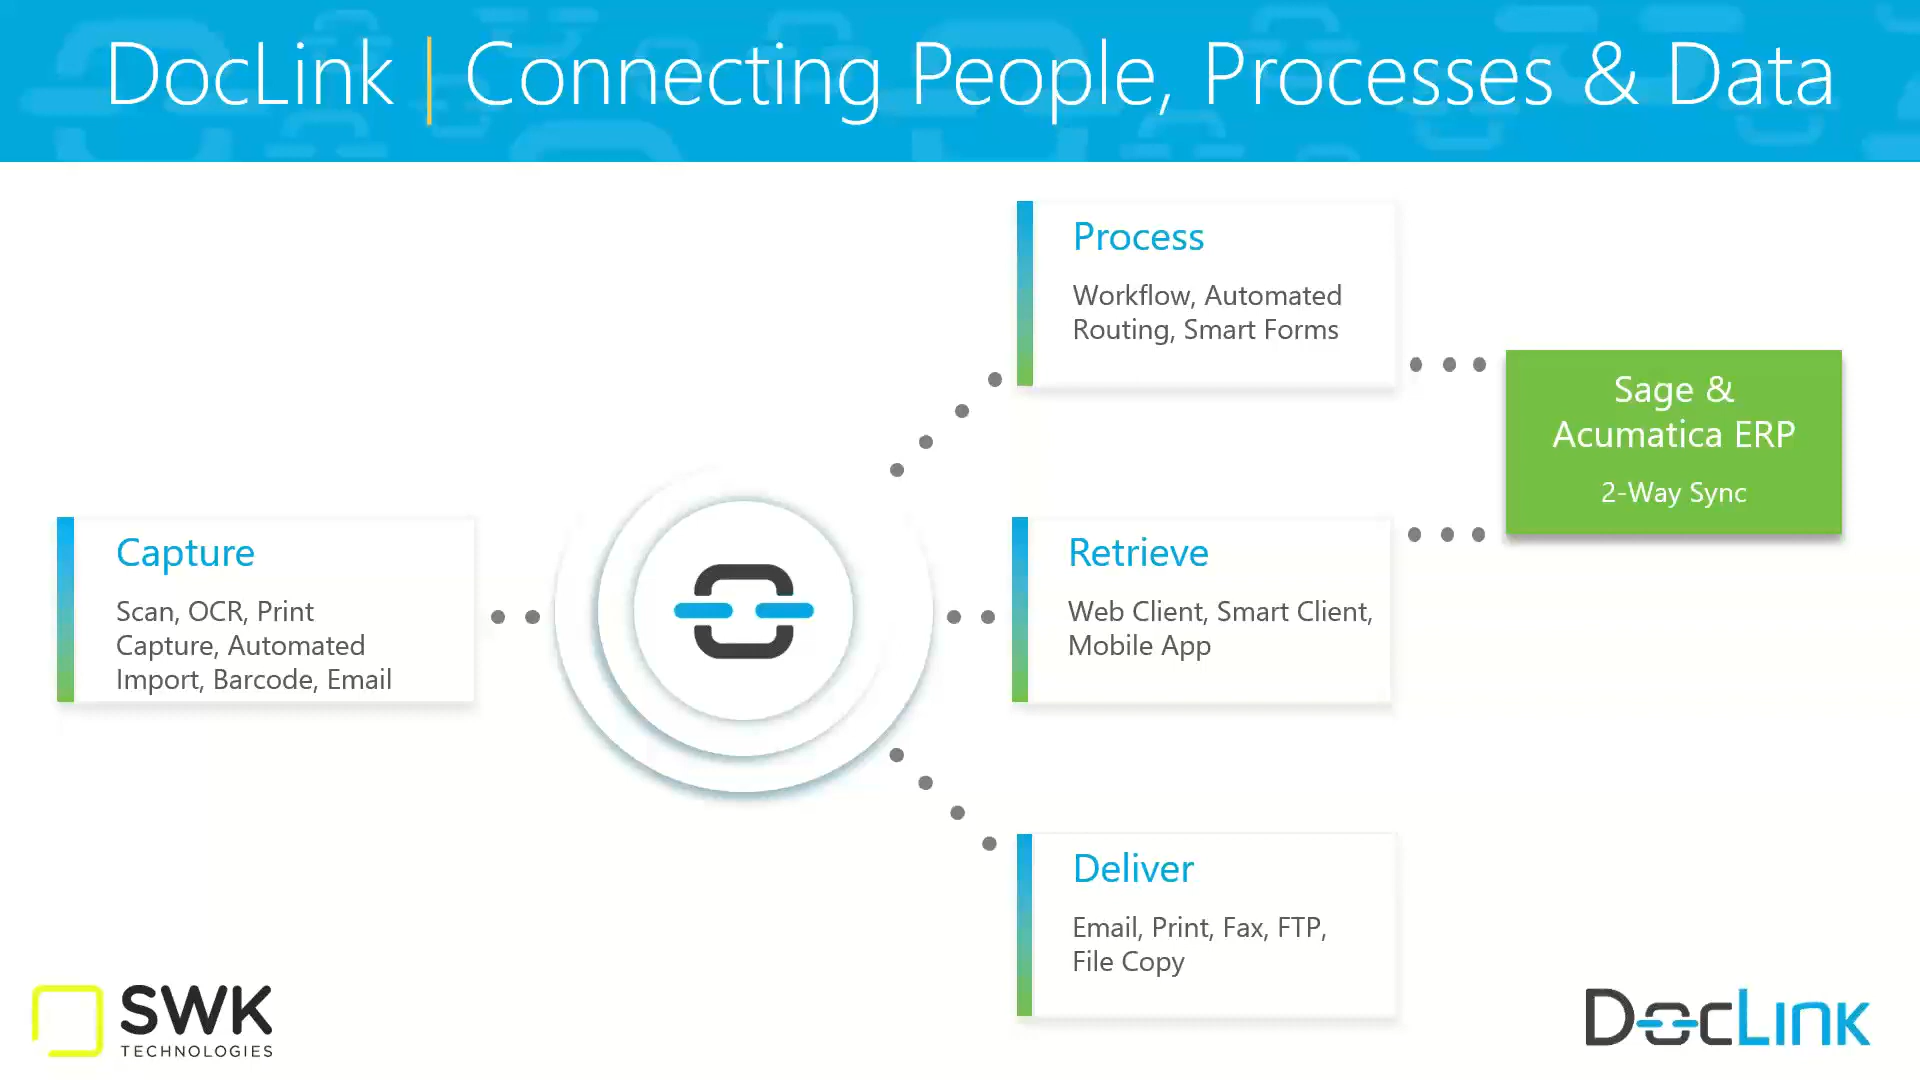 DocLink | Connecting People, Processes & Data
Process
Workflow, Automated
Routing, Smart Forms
Sage &
Acumatica ERP
2-Way Sync
Capture
Scan, OCR, Print
Capture, Automated
Import, Barcode, Email
Retrieve
Web Client, Smart Client,
Mobile App
Deliver
Email, Print, Fax, FTP,
File Copy
SWK
TECHNOLOGIES
DocLink